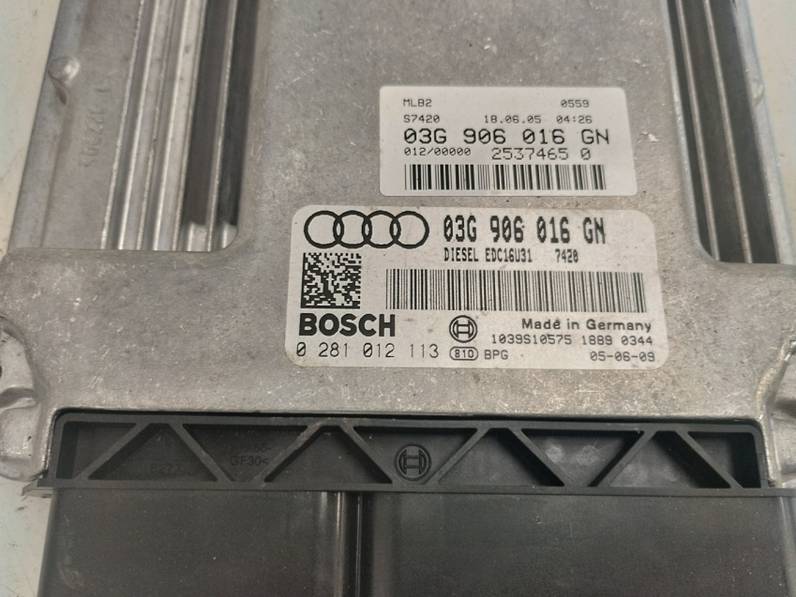 MLB2 0559
S7420 18.06.05 04:26
03G 906 016 GN
012/00000 2537465 0
03G 906 016 GN
DIESEL EDC16U31 7420
BOSCH
Made in Germany
1039S10575 1889 0344
0 281 012 113 810 BPG 05-06-09
GF30<